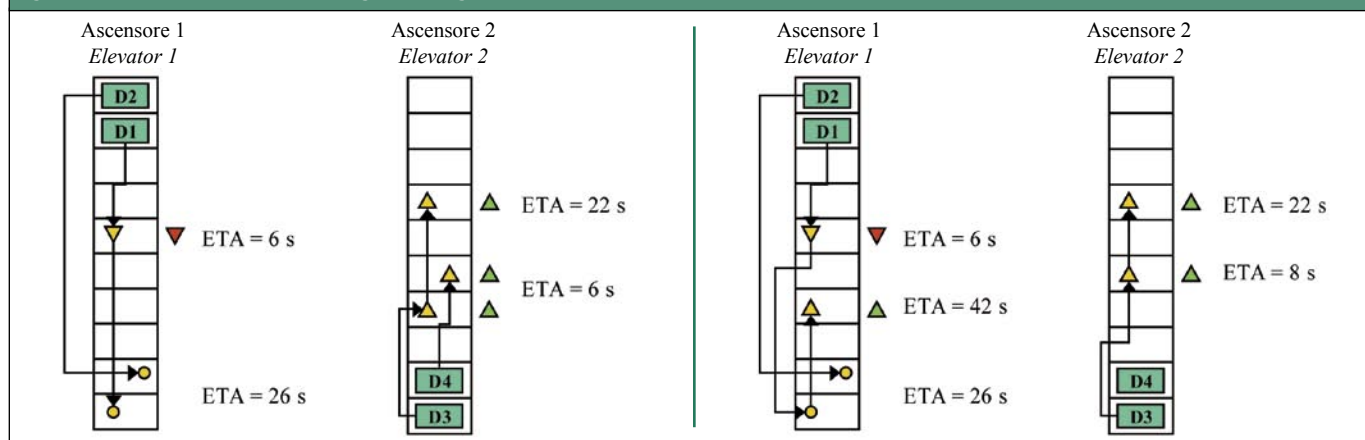 Ascensore 1
Elevator 1
D2
D1
ETA = 6 s
ETA = 26 s
Ascensore 2
Elevator 2
ETA = 22 s
ETA = 6 s
D4
D3
Ascensore 1
Elevator 1
D2
D1
ETA = 6 s
ETA = 42 s
ETA = 26 s
Ascensore 2
Elevator 2
ETA = 22 s
ETA = 8 s
D4
D3